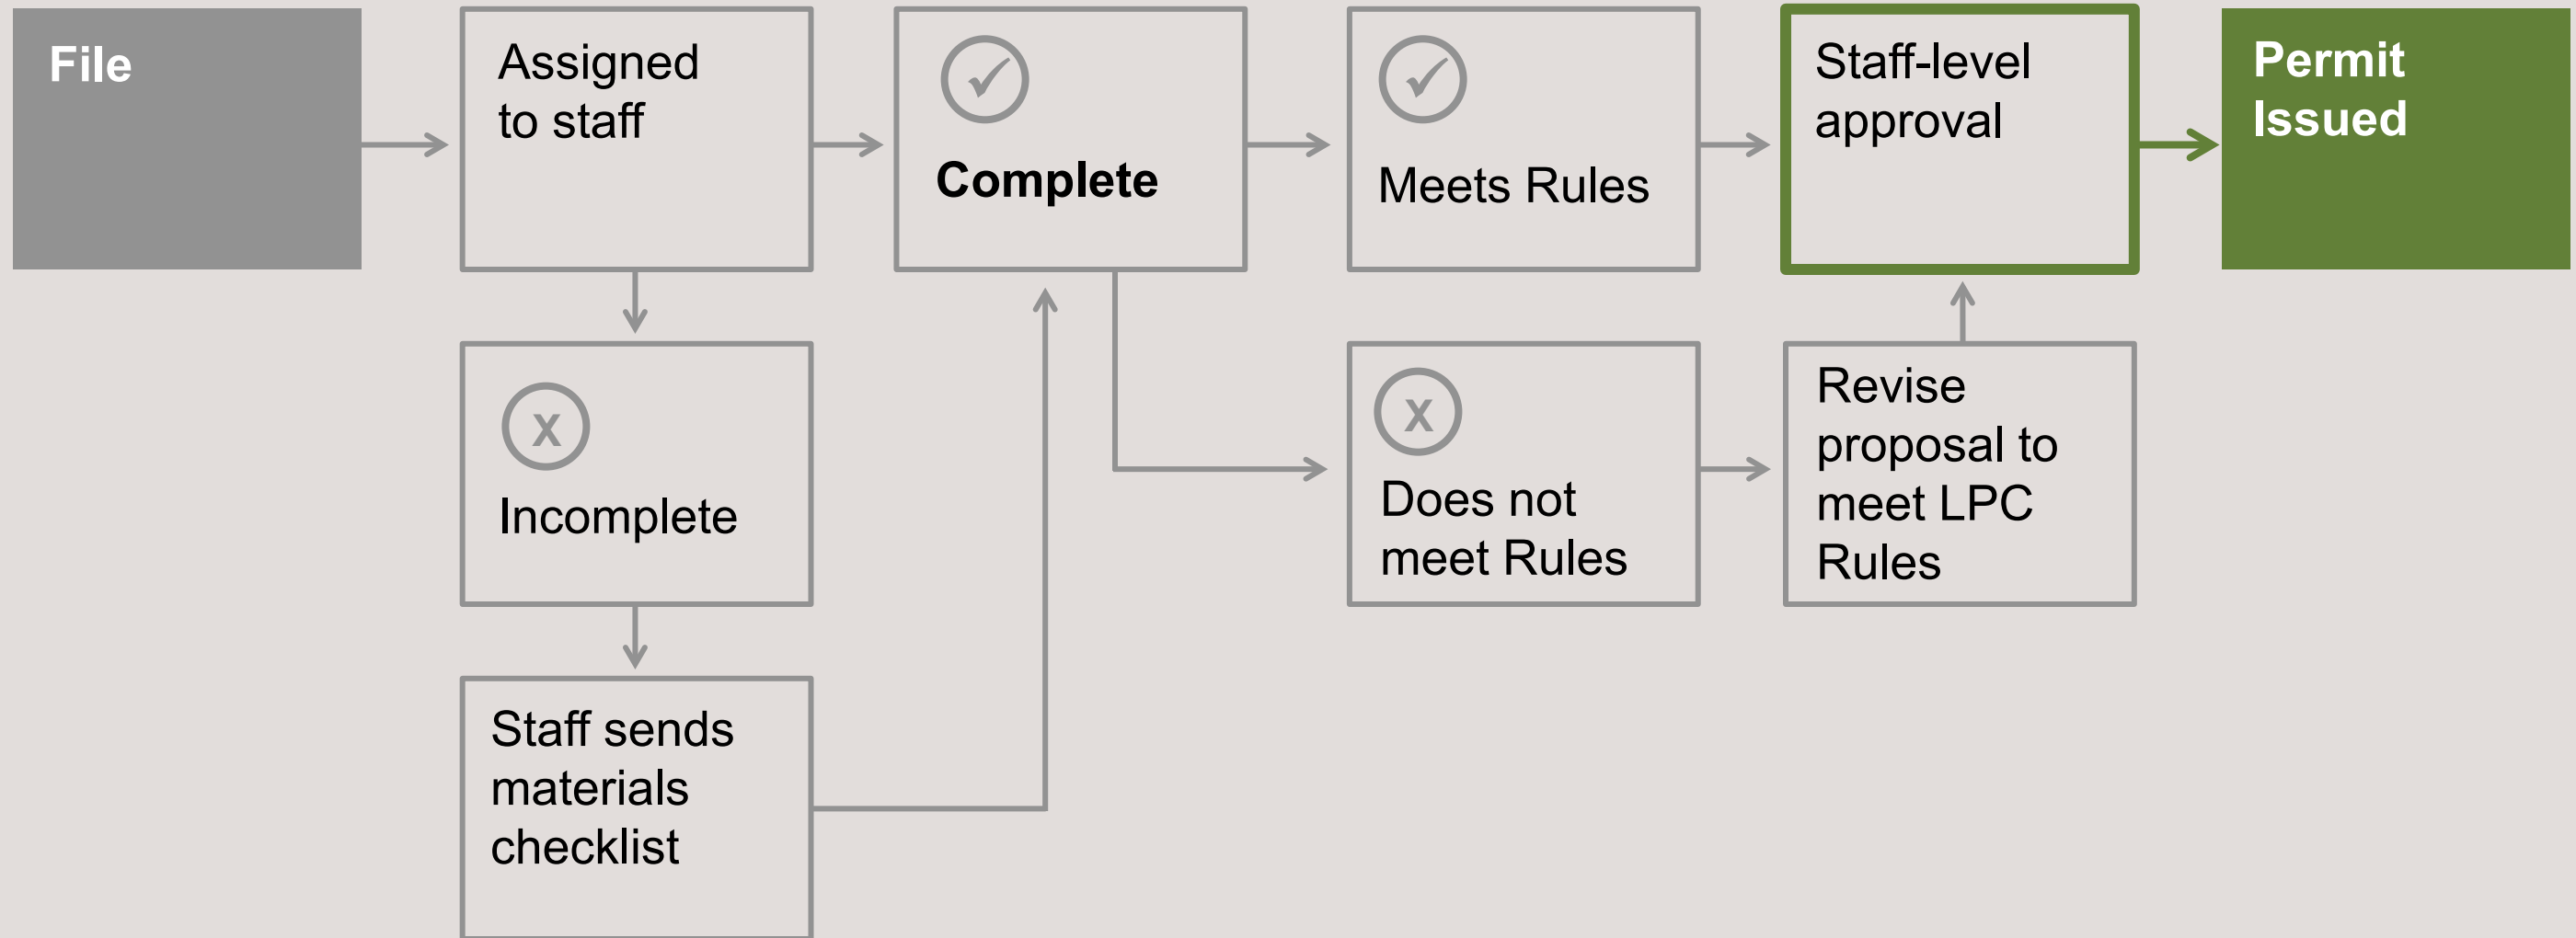 File
Assigned
to staff
Complete
Meets Rules
Staff-level
approval
Permit
Issued
x
Incomplete
x
Does not
meet Rules
Revise
proposal to
meet LPC
Rules
Staff sends
materials
checklist